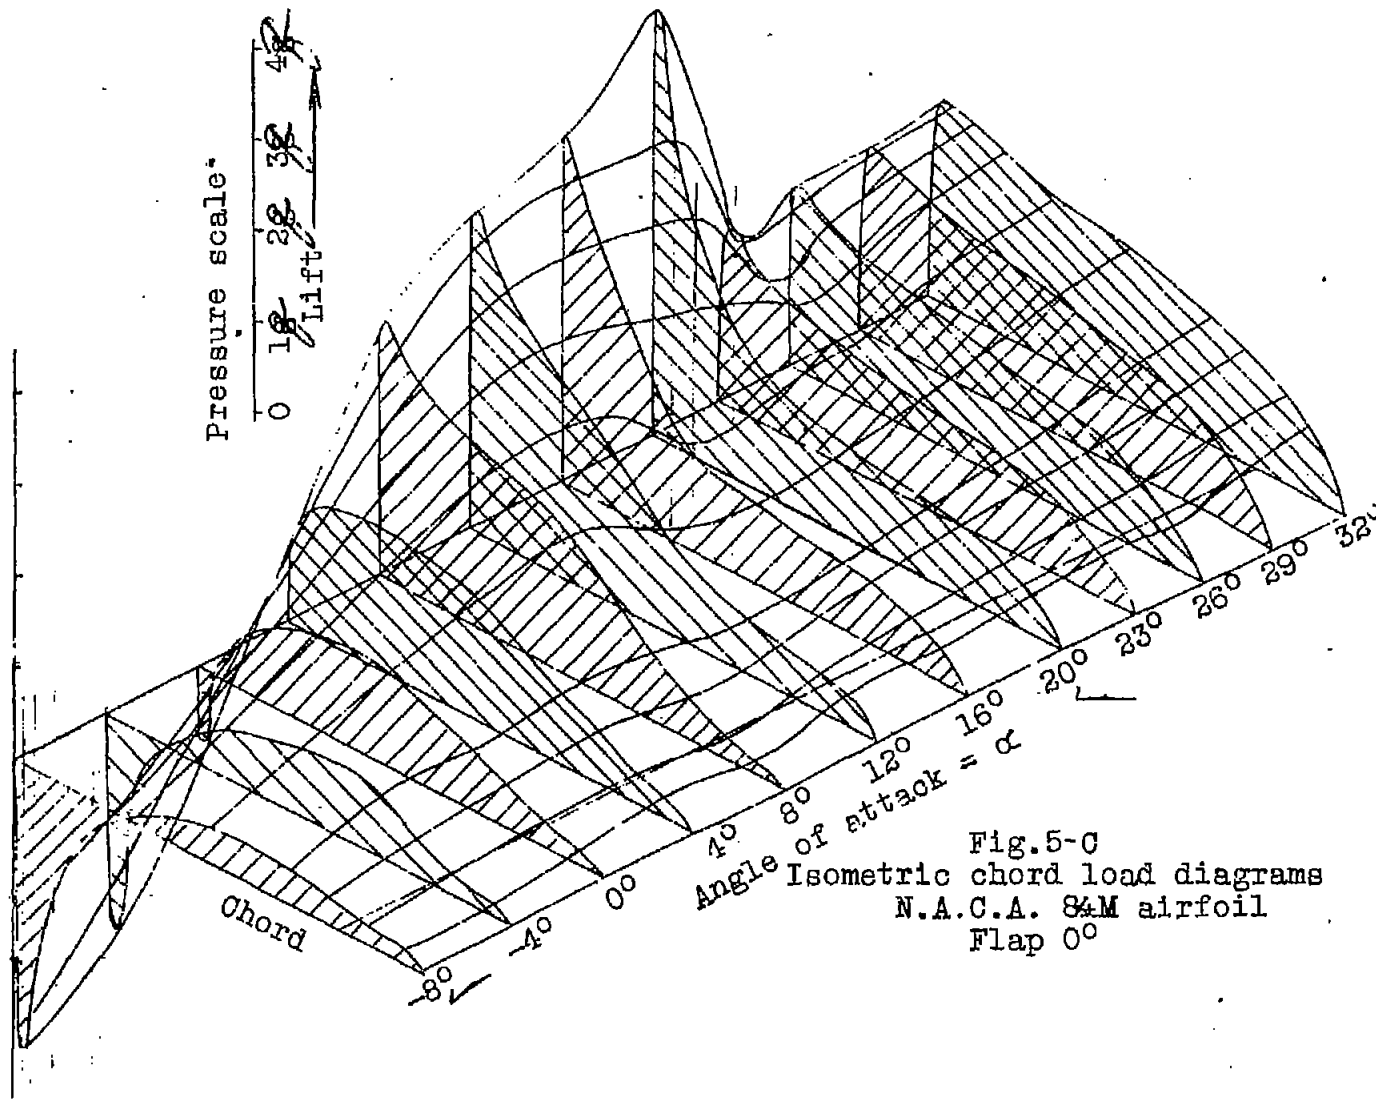 Pressure scale
0 1 2 3 4
Lift
Chord
-8° -4° 0° 4° 8° 12° 16° 20° 23° 26° 29° 32°
Angle of attack = α
Fig.5-C
Isometric chord load diagrams
N.A.C.A. 84M airfoil
Flap 0°